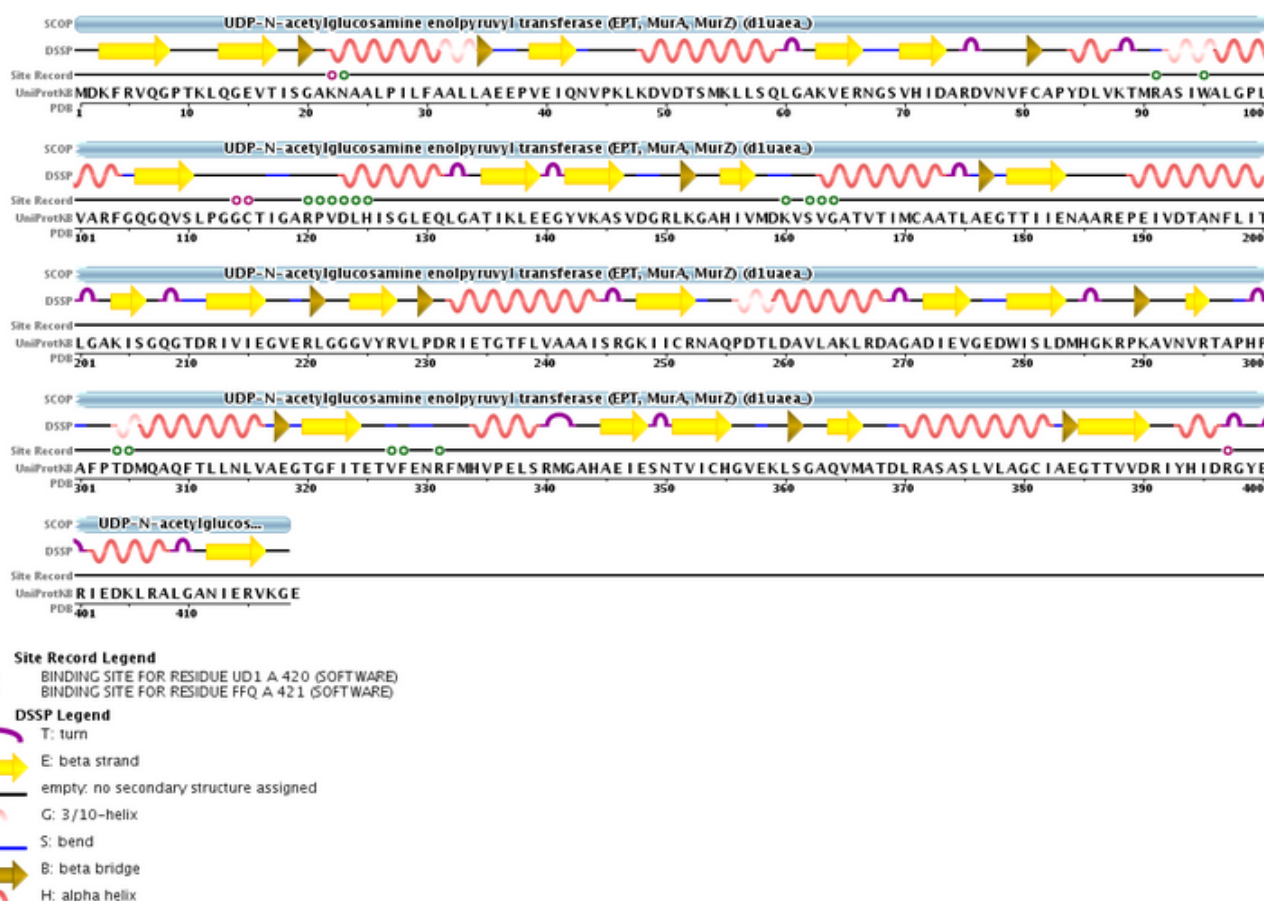 SCOP UDP-N-acetylglucosamine enolpyruvyl transferase (EPT, MurA, MurZ) (d1uaea_)
DSSP
Site Record
UniProtKB MDKFRVQGPTKLQGEVTISGAKNAALPILFAALLAEEPVEIQNVPKLKDVDTSMKLLSQLGAKVERNGSVHIDARDVNVFCAPYDLVKTMRASIWALGPL
PDB 1 10 20 30 40 50 60 70 80 90 100
SCOP UDP-N-acetylglucosamine enolpyruvyl transferase (EPT, MurA, MurZ) (d1uaea_)
DSSP
Site Record
UniProtKB VARFGQGQVSLPGGCTIGARPVDLHISGLEQLGATIKLEEGYVKASVDGRLKGAHIVMDKVSVGATVTIMCAATLAEGTTIIENAAREPEIVDTANFLIT
PDB 101 110 120 130 140 150 160 170 180 190 200
SCOP UDP-N-acetylglucosamine enolpyruvyl transferase (EPT, MurA, MurZ) (d1uaea_)
DSSP
Site Record
UniProtKB LGAKISGQGTDRIVIEGVERLGGGVYRVLPDRIETGTFLVAAAISRGKIICRNAQPDTLDAVLAKLRDAGADIEVGEDWISLDMHGKRPKAVNVRTAPHP
PDB 201 210 220 230 240 250 260 270 280 290 300
SCOP UDP-N-acetylglucosamine enolpyruvyl transferase (EPT, MurA, MurZ) (d1uaea_)
DSSP
Site Record
UniProtKB AFPTDMQAQFTLLNLVAEGTGFITETVFENRFMHVPELSRMGAHAEIESNTVICHGVEKLSGAQVMATDLRASASLVLAGCIAEGTTVVDRIYHIDRGYE
PDB 301 310 320 330 340 350 360 370 380 390 400
SCOP UDP-N-acetylglucos...
DSSP
Site Record
UniProtKB RIEDKLRALGANIERVKGE
PDB 401 410
Site Record Legend
BINDING SITE FOR RESIDUE UD1 A 420 (SOFTWARE)
BINDING SITE FOR RESIDUE FFQ A 421 (SOFTWARE)
DSSP Legend
T: turn
E: beta strand
empty: no secondary structure assigned
G: 3/10-helix
S: bend
B: beta bridge
H: alpha helix